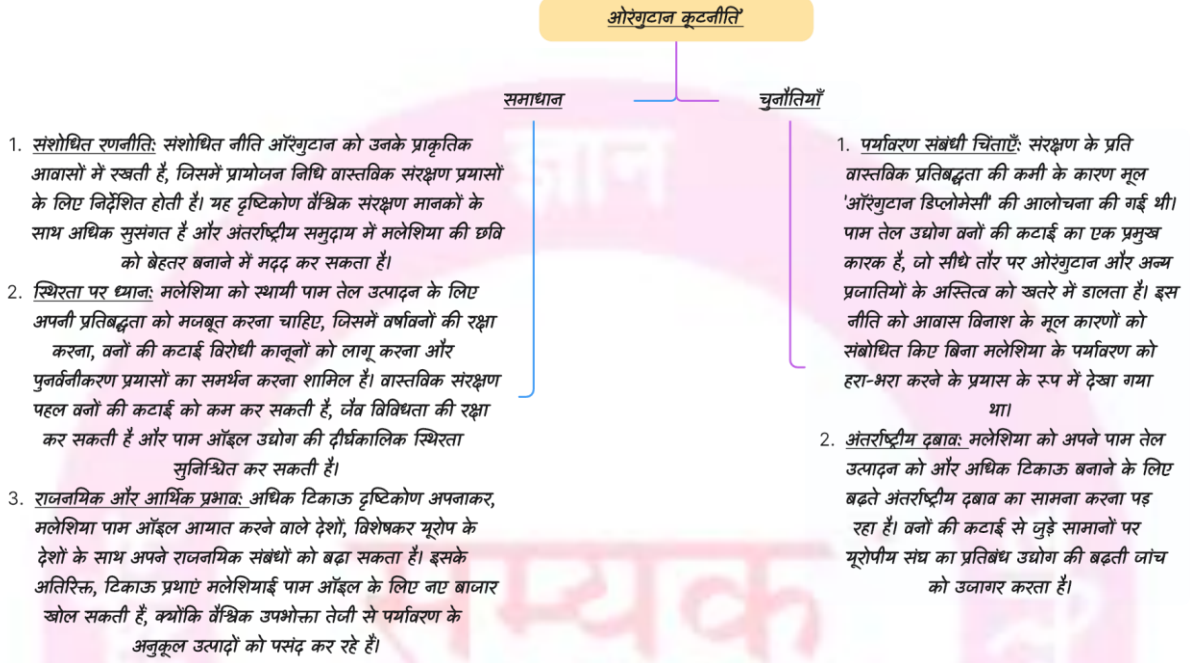 ओरंगुटान कूटनीति'
समाधान
चुनौतियाँ
1. संशोधित रणनीति: संशोधित नीति ऑरंगुटान को उनके प्राकृतिक
आवासों में रखती है, जिसमें प्रायोजन निधि वास्तविक संरक्षण प्रयासों
के लिए निर्देशित होती है। यह दृष्टिकोण वैश्विक संरक्षण मानकों के
साथ अधिक सुसंगत है और अंतर्राष्ट्रीय समुदाय में मलेशिया की छवि
को बेहतर बनाने में मदद कर सकता है।
2. स्थिरता पर ध्यान: मलेशिया को स्थायी पाम तेल उत्पादन के लिए
अपनी प्रतिबद्धता को मजबूत करना चाहिए, जिसमें वर्षावनों की रक्षा
करना, वनों की कटाई विरोधी कानूनों को लागू करना और
पुनर्वनीकरण प्रयासों का समर्थन करना शामिल है। वास्तविक संरक्षण
पहल वनों की कटाई को कम कर सकती है, जैव विविधता की रक्षा
कर सकती है और पाम ऑइल उद्योग की दीर्घकालिक स्थिरता
सुनिश्चित कर सकती है।
3. राजनयिक और आर्थिक प्रभाव: अधिक टिकाऊ दृष्टिकोण अपनाकर,
मलेशिया पाम ऑइल आयात करने वाले देशों, विशेषकर यूरोप के
देशों के साथ अपने राजनयिक संबंधों को बढ़ा सकता है। इसके
अतिरिक्त, टिकाऊ प्रथाएं मलेशियाई पाम ऑइल के लिए नए बाजार
खोल सकती हैं, क्योंकि वैश्विक उपभोक्ता तेजी से पर्यावरण के
अनुकूल उत्पादों को पसंद कर रहे हैं।
1. पर्यावरण संबंधी चिंताएँ: संरक्षण के प्रति
वास्तविक प्रतिबद्धता की कमी के कारण मूल
'ऑरंगुटान डिप्लोमेसी' की आलोचना की गई थी।
पाम तेल उद्योग वनों की कटाई का एक प्रमुख
कारक है, जो सीधे तौर पर ओरंगुटान और अन्य
प्रजातियों के अस्तित्व को खतरे में डालता है। इस
नीति को आवास विनाश के मूल कारणों को
संबोधित किए बिना मलेशिया के पर्यावरण को
हरा-भरा करने के प्रयास के रूप में देखा गया
था।
2. अंतर्राष्ट्रीय दबाव: मलेशिया को अपने पाम तेल
उत्पादन को और अधिक टिकाऊ बनाने के लिए
बढ़ते अंतर्राष्ट्रीय दबाव का सामना करना पड़
रहा है। वनों की कटाई से जुड़े सामानों पर
यूरोपीय संघ का प्रतिबंध उद्योग की बढ़ती जांच
को उजागर करता है।
ज्ञान
सम्यक